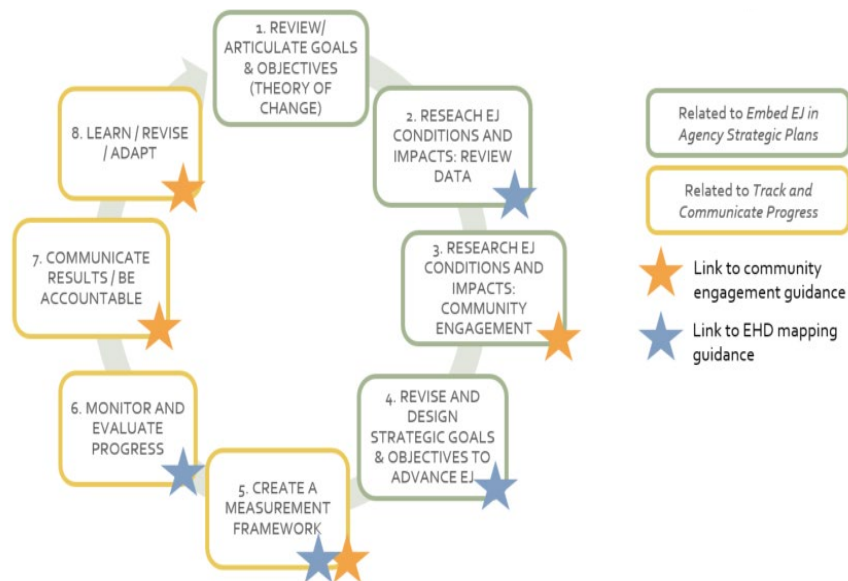 1. REVIEW/
ARTICULATE GOALS
& OBJECTIVES
(THEORY OF
CHANGE)
2. RESEACH EJ
CONDITIONS AND
IMPACTS: REVIEW
DATA
3. RESEARCH EJ
CONDITIONS AND
IMPACTS:
COMMUNITY
ENGAGEMENT
4. REVISE AND
DESIGN
STRATEGIC GOALS
& OBJECTIVES TO
ADVANCE EJ
5. CREATE A
MEASUREMENT
FRAMEWORK
6. MONITOR AND
EVALUATE
PROGRESS
7. COMMUNICATE
RESULTS / BE
ACCOUNTABLE
8. LEARN / REVISE
/ ADAPT
Related to Embed EJ in
Agency Strategic Plans
Related to Track and
Communicate Progress
Link to community
engagement guidance
Link to EHD mapping
guidance